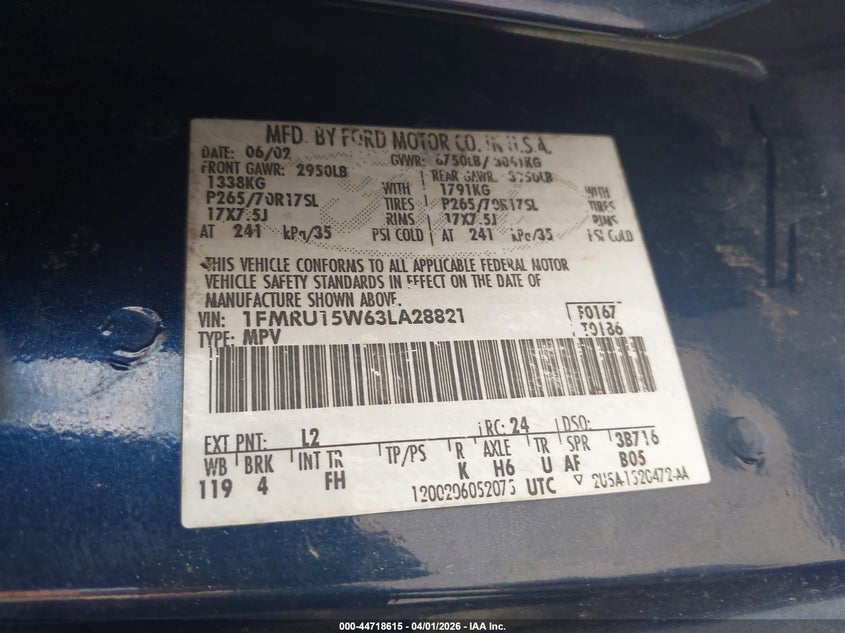 MFD. BY FORD MOTOR CO. IN U.S.A.
DATE: 06/02 GVWR: 6750LB/ 3061KG
FRONT GAWR: 2950LB REAR GAWR: 3950LB
1338KG WITH 1791KG WITH
P265/70R17SL TIRES P265/70R17SL TIRES
17X7.5J RIMS 17X7.5J RIMS
AT 241 kPa/35 PSI COLD AT 241 kPa/35 PSI COLD
THIS VEHICLE CONFORMS TO ALL APPLICABLE FEDERAL MOTOR
VEHICLE SAFETY STANDARDS IN EFFECT ON THE DATE OF
MANUFACTURE SHOWN ABOVE.
VIN: 1FMRU15W63LA28821 F0167
TYPE: MPV T0186
EXT PNT: L2 RC: 24 DSO:
WB BRK INT TR TP/PS R AXLE TR SPR 3B716
119 4 FH K H6 U AF B05
1200206052075 UTC 2U5A-1520472-AA
000-44718615 - 04/01/2026 - IAA Inc.